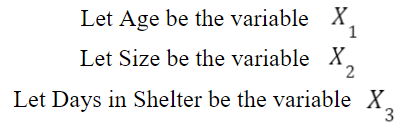 Let Age be the variable X₁
Let Size be the variable X₂
Let Days in Shelter be the variable X₃